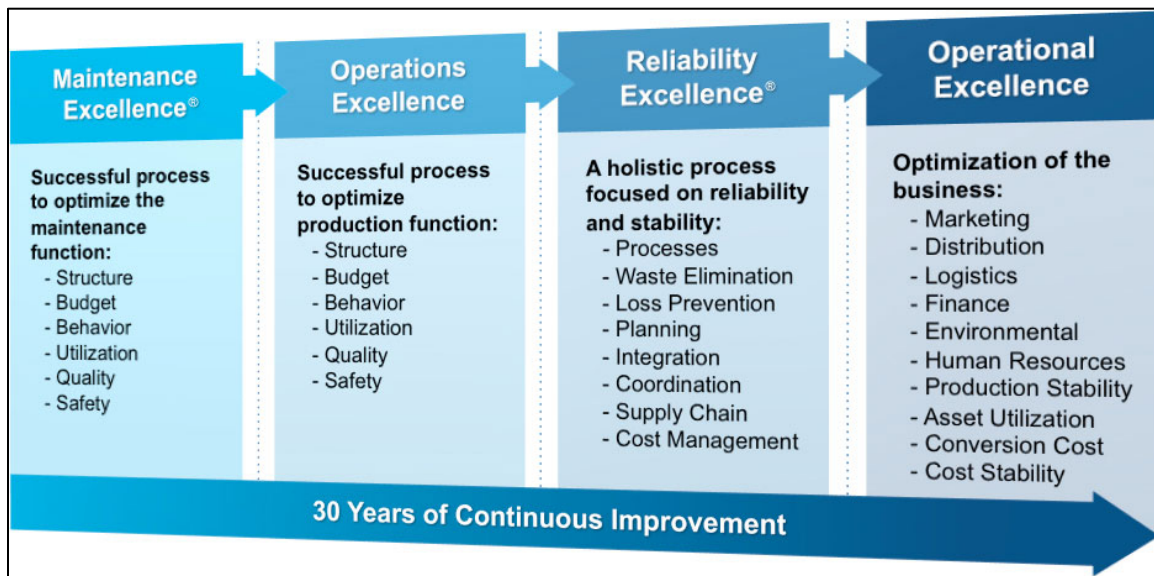 Maintenance
Excellence®
Successful process
to optimize the
maintenance
function:
- Structure
- Budget
- Behavior
- Utilization
- Quality
- Safety
Operations
Excellence
Successful process
to optimize
production function:
- Structure
- Budget
- Behavior
- Utilization
- Quality
- Safety
Reliability
Excellence®
A holistic process
focused on reliability
and stability:
- Processes
- Waste Elimination
- Loss Prevention
- Planning
- Integration
- Coordination
- Supply Chain
- Cost Management
Operational
Excellence
Optimization of the
business:
- Marketing
- Distribution
- Logistics
- Finance
- Environmental
- Human Resources
- Production Stability
- Asset Utilization
- Conversion Cost
- Cost Stability
30 Years of Continuous Improvement